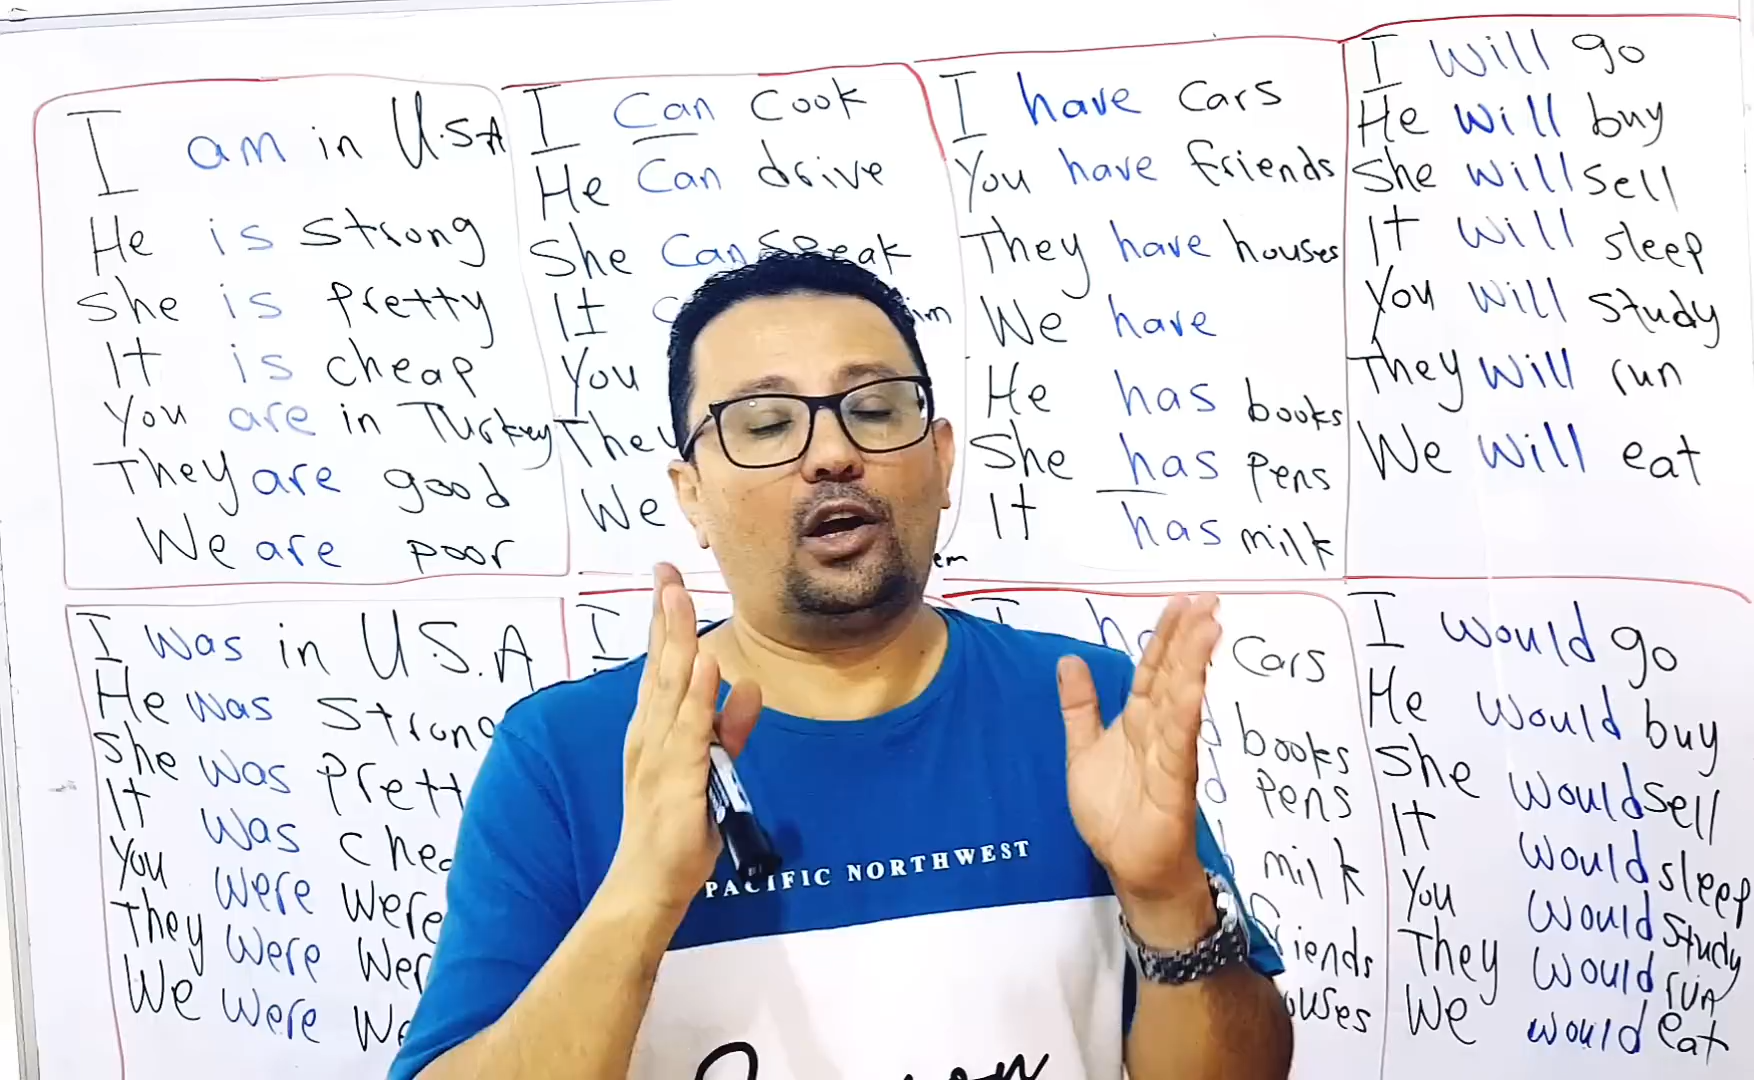 I am in U.S.A
He is strong
She is pretty
It is cheap
You are in Turkey
They are good
We are poor
I can cook
He can drive
She can speak
It
You
They
We
I have cars
You have friends
They have houses
We have
He has books
She has pens
It has milk
I will go
He will buy
She will sell
It will sleep
You will study
They will run
We will eat
I was in U.S.A
He was strong
She was
It was
You were were
They were
We were
I
I cars
books
pens
milk
I would go
He would buy
She would sell
It would sleep
You would study
They would run
We would eat
PACIFIC NORTHWEST